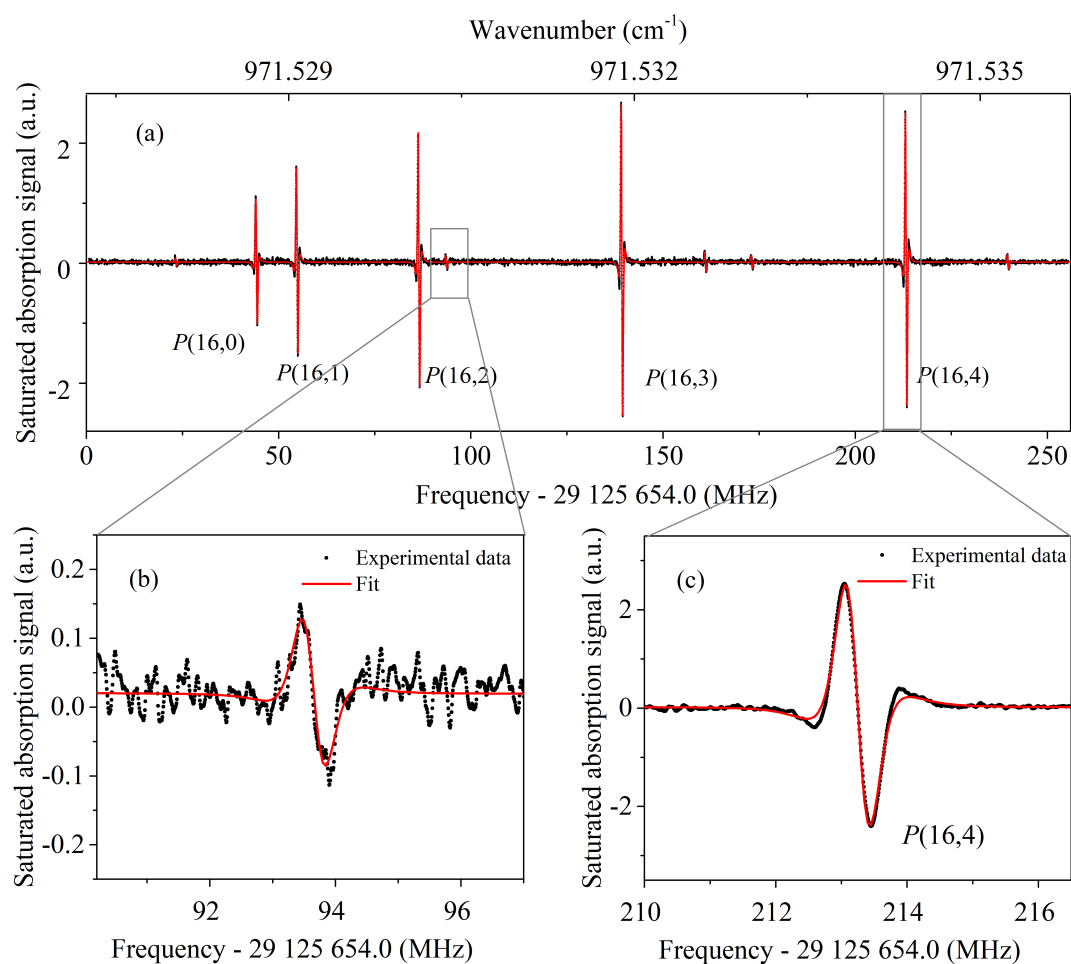 Wavenumber (cm-1)
971.529 971.532 971.535
Saturated absorption signal (a.u.)
(a)
2
0
-2
P(16,0)
P(16,1)
P(16,2)
P(16,3)
P(16,4)
0 50 100 150 200 250
Frequency - 29 125 654.0 (MHz)
Saturated absorption signal (a.u.)
(b)
Experimental data
Fit
0.2
0.1
0.0
-0.1
-0.2
92 94 96
Frequency - 29 125 654.0 (MHz)
Saturated absorption signal (a.u.)
(c)
Experimental data
Fit
2
0
-2
P(16,4)
210 212 214 216
Frequency - 29 125 654.0 (MHz)